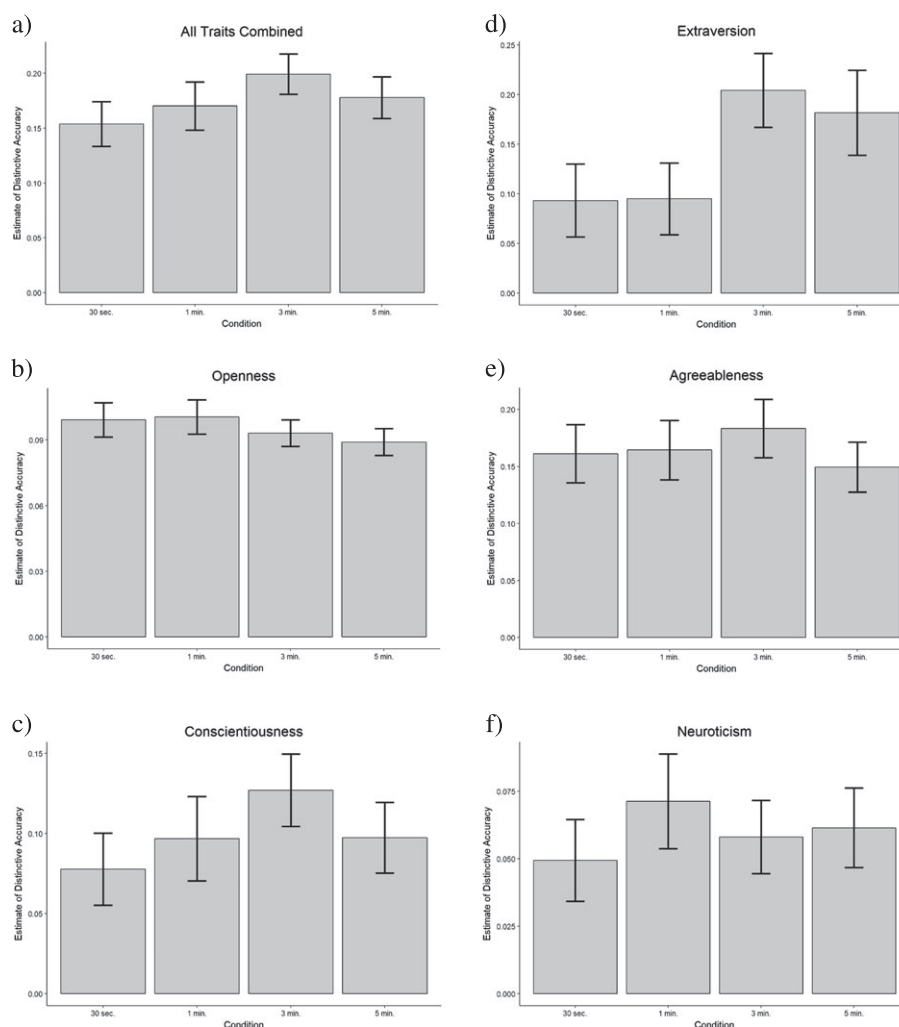 a)
All Traits Combined
Estimate of Distinctive Accuracy
0.20
0.15
0.10
0.05
0.00
30 sec.
1 min.
3 min.
5 min.
Condition
d)
Extraversion
Estimate of Distinctive Accuracy
0.25
0.20
0.15
0.10
0.05
0.00
30 sec.
1 min.
3 min.
5 min.
Condition
b)
Openness
Estimate of Distinctive Accuracy
0.09
0.06
0.03
0.00
30 sec.
1 min.
3 min.
5 min.
Condition
e)
Agreeableness
Estimate of Distinctive Accuracy
0.20
0.15
0.10
0.05
0.00
30 sec.
1 min.
3 min.
5 min.
Condition
c)
Conscientiousness
Estimate of Distinctive Accuracy
0.15
0.10
0.05
0.00
30 sec.
1 min.
3 min.
5 min.
Condition
f)
Neuroticism
Estimate of Distinctive Accuracy
0.075
0.050
0.025
0.000
30 sec.
1 min.
3 min.
5 min.
Condition